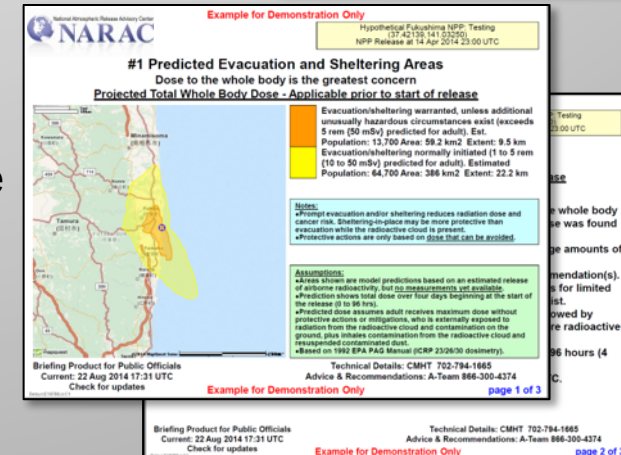 National Atmospheric Release Advisory Center
NARAC
Example for Demonstration Only
Hypothetical Fukushima NPP: Testing
(37.42139,141.03250)
NPP Release at 14 Apr 2014 23:00 UTC
#1 Predicted Evacuation and Sheltering Areas
Dose to the whole body is the greatest concern
Projected Total Whole Body Dose - Applicable prior to start of release
Evacuation/sheltering warranted, unless additional
unusually hazardous circumstances exist (exceeds
5 rem (50 mSv) predicted for adult). Est.
Population: 13,700 Area: 59.2 km2 Extent: 9.5 km
Evacuation/sheltering normally initiated (1 to 5 rem
(10 to 50 mSv) predicted for adult). Estimated
Population: 64,700 Area: 386 km2 Extent: 22.2 km
Minamisoma
Tamura
Notes:
•Prompt evacuation and/or sheltering reduces radiation dose and
cancer risk. Sheltering-in-place may be more protective than
evacuation while the radioactive cloud is present.
•Protective actions are only based on dose that can be avoided.
Assumptions:
•Areas shown are model predictions based on an estimated release
of airborne radioactivity, but no measurements yet available.
•Prediction shows total dose over four days beginning at the start of
the release (0 to 96 hrs).
•Predicted dose assumes adult receives maximum dose without
protective actions or mitigations, who is externally exposed to
radiation from the radioactive cloud and contamination on the
ground, plus inhales contamination from the radioactive cloud and
resuspended contaminated dust.
•Based on 1992 EPA PAG Manual (ICRP 23/26/30 dosimetry).
Briefing Product for Public Officials
Current: 22 Aug 2014 17:31 UTC
Check for updates
Technical Details: CMHT 702-794-1665
Advice & Recommendations: A-Team 866-300-4374
Example for Demonstration Only
page 1 of 3
e
Testing
23:00 UTC
ase
e whole body
se was found
ge amounts of
mendation(s).
s for limited
ist.
owed by
re radioactive
96 hours (4
C.
Briefing Product for Public Officials
Current: 22 Aug 2014 17:31 UTC
Check for updates
Technical Details: CMHT 702-794-1665
Advice & Recommendations: A-Team 866-300-4374
Example for Demonstration Only
page 2 of 3